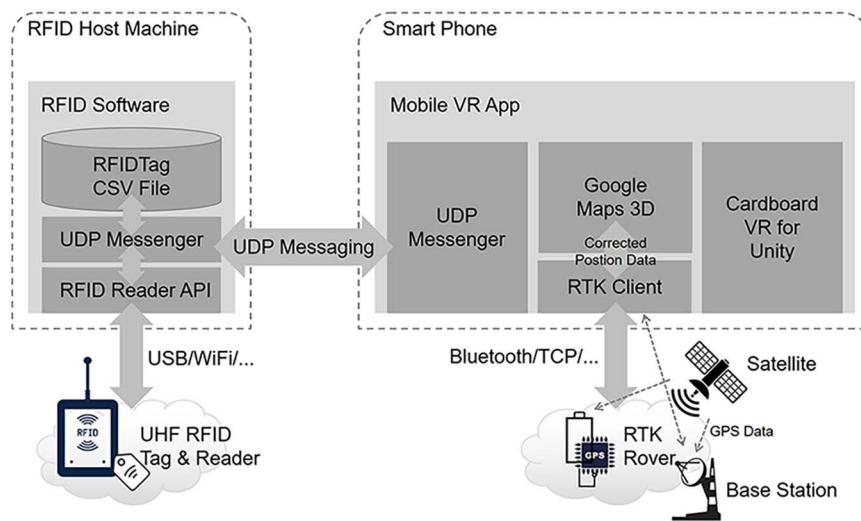 RFID Host Machine
RFID Software
RFIDTag
CSV File
UDP Messenger
RFID Reader API
USB/WiFi/...
RFID
UHF RFID
Tag & Reader
UDP Messaging
Smart Phone
Mobile VR App
UDP
Messenger
Google
Maps 3D
Corrected
Postion Data
RTK Client
Cardboard
VR for
Unity
Bluetooth/TCP/...
Satellite
GPS
RTK
Rover
GPS Data
Base Station